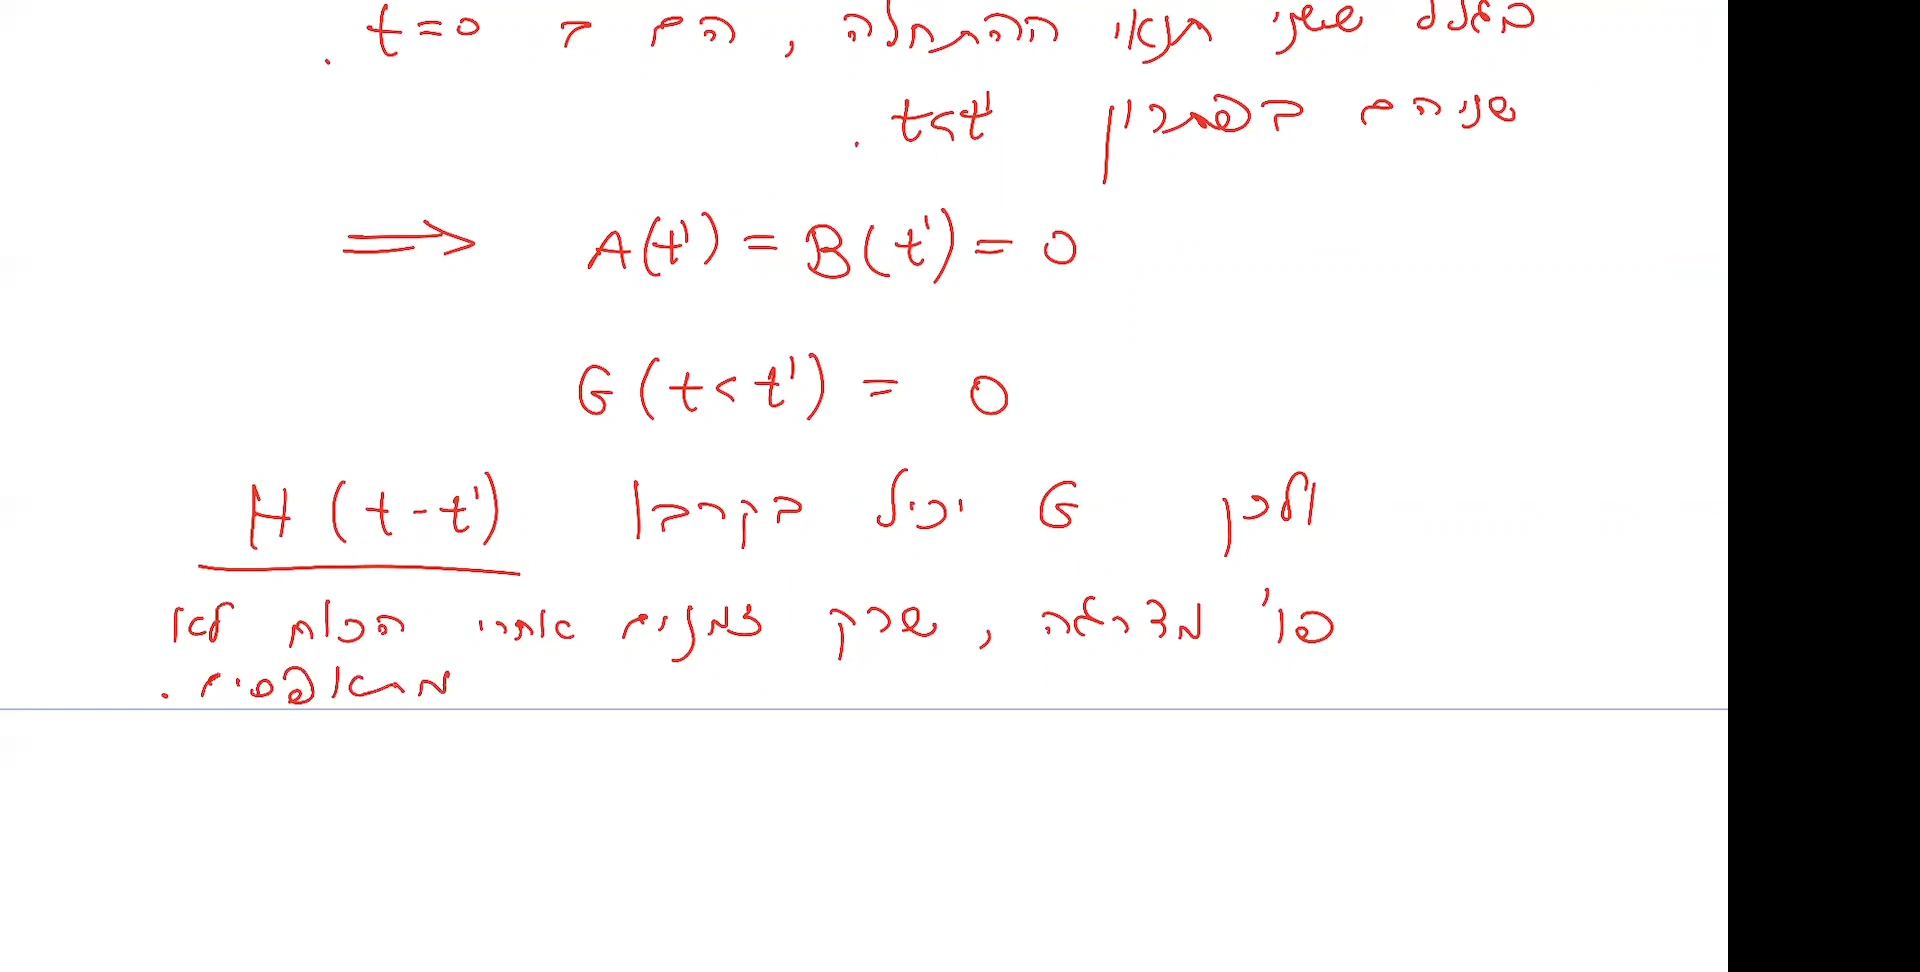 בגלל ששני תנאי ההתחלה, הם ב t=0.
שניהם בפתרון t<t'.
⟹ A(t') = B(t') = 0
G(t<t') = 0
ולכן G יכיל בקרבו H(t-t')
פו' מדרגה, שרק זמנים אחרי הכוח לא
מתאפסים.